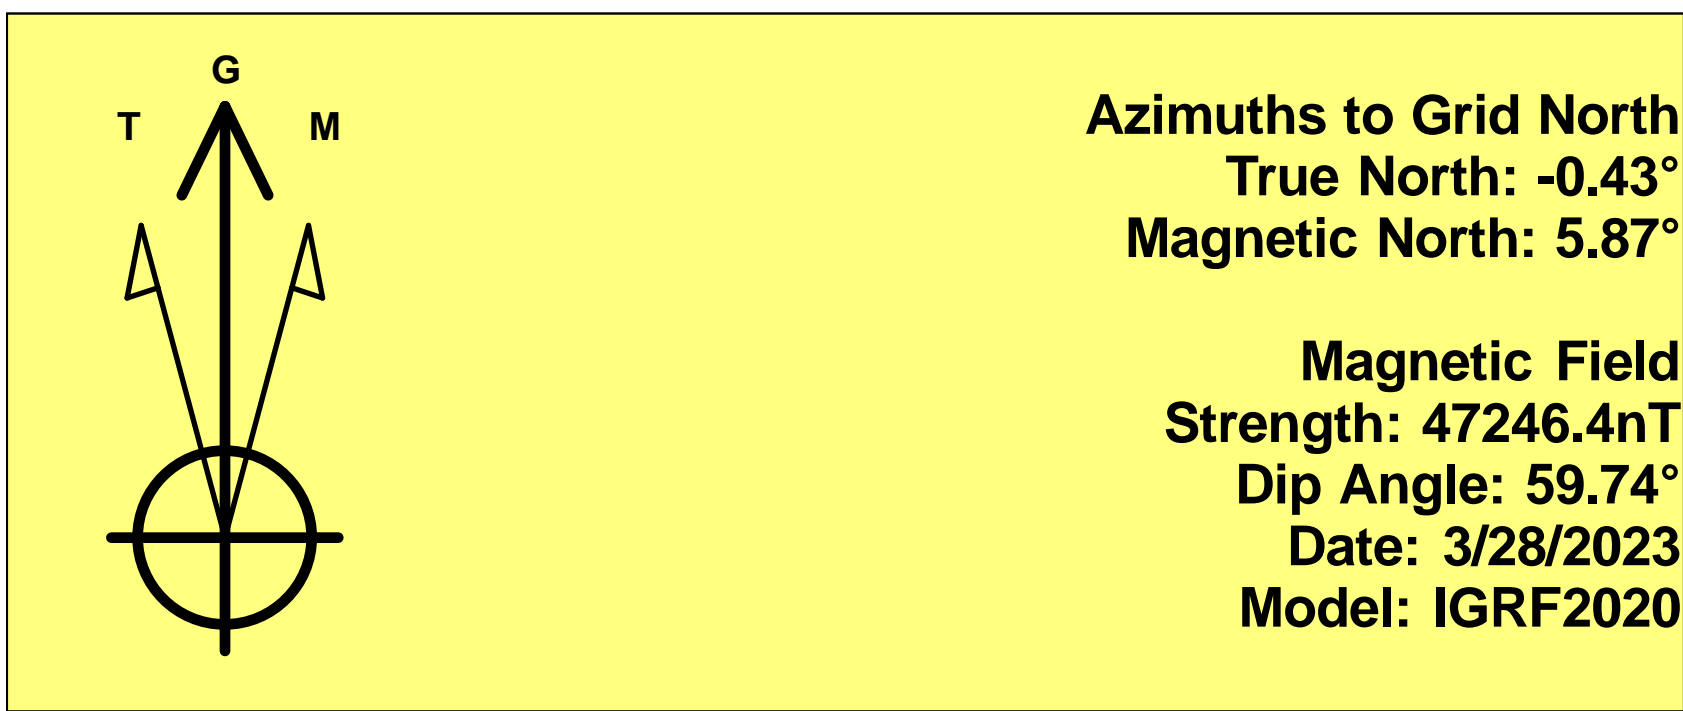 G
T
M
Azimuths to Grid North
True North: -0.43°
Magnetic North: 5.87°
Magnetic Field
Strength: 47246.4nT
Dip Angle: 59.74°
Date: 3/28/2023
Model: IGRF2020